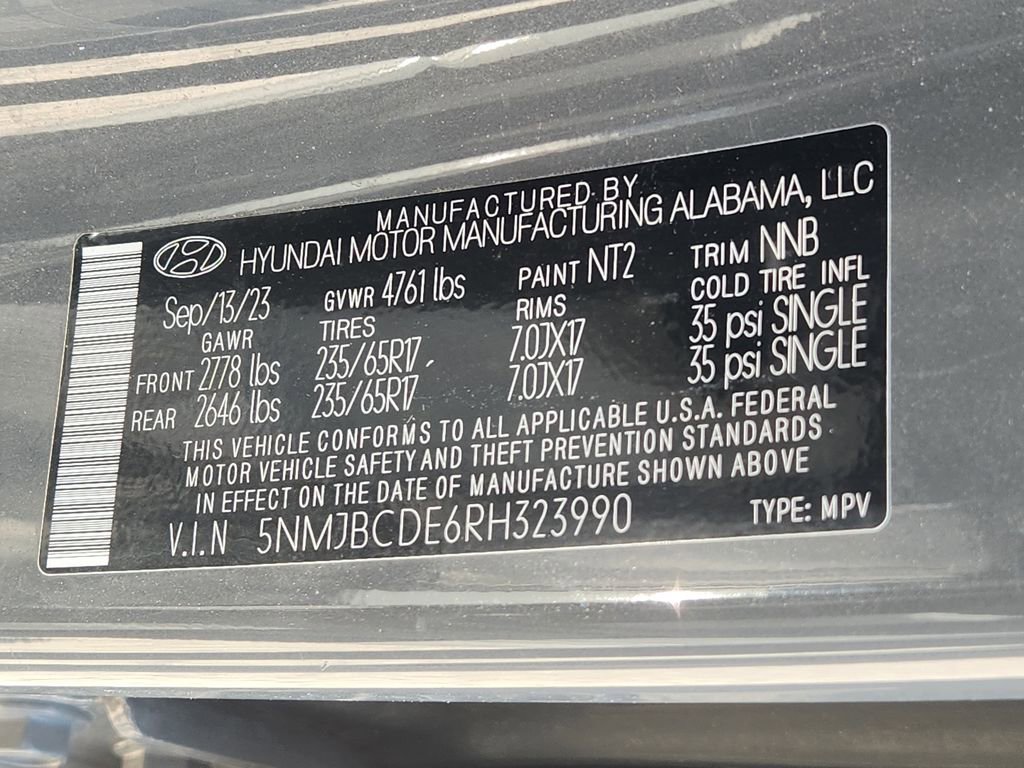 MANUFACTURED BY
HYUNDAI MOTOR MANUFACTURING ALABAMA, LLC
Sep/13/23 GVWR 4761 lbs PAINT NT2 TRIM NNB
GAWR TIRES RIMS COLD TIRE INFL
FRONT 2778 lbs 235/65R17 7.0JX17 35 psi SINGLE
REAR 2646 lbs 235/65R17 7.0JX17 35 psi SINGLE
THIS VEHICLE CONFORMS TO ALL APPLICABLE U.S.A. FEDERAL
MOTOR VEHICLE SAFETY AND THEFT PREVENTION STANDARDS
IN EFFECT ON THE DATE OF MANUFACTURE SHOWN ABOVE
V.I.N 5NMJBCDE6RH323990 TYPE: MPV